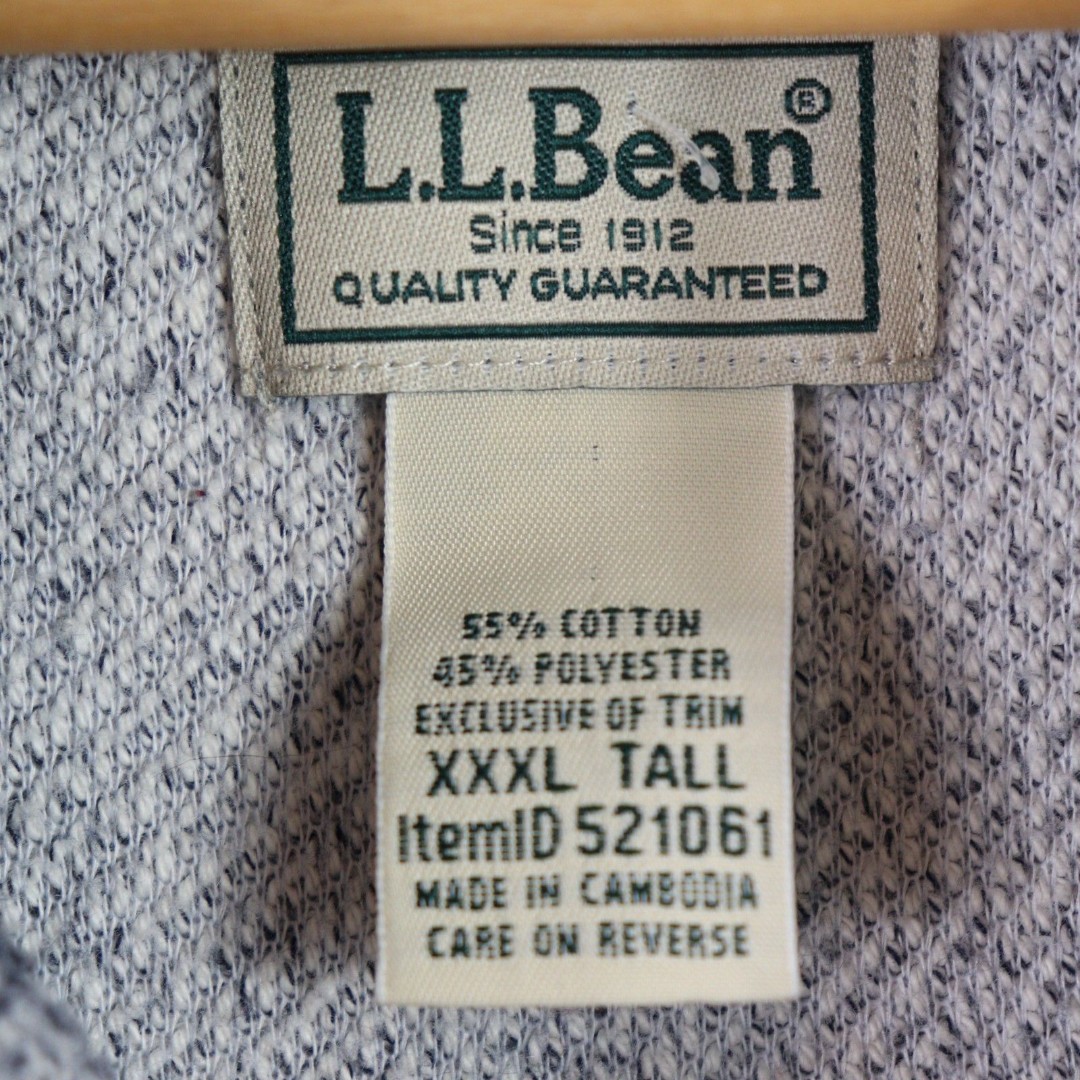 L.L.Bean®
Since 1912
QUALITY GUARANTEED
55% COTTON
45% POLYESTER
EXCLUSIVE OF TRIM
XXXL TALL
ItemID 521061
MADE IN CAMBODIA
CARE ON REVERSE